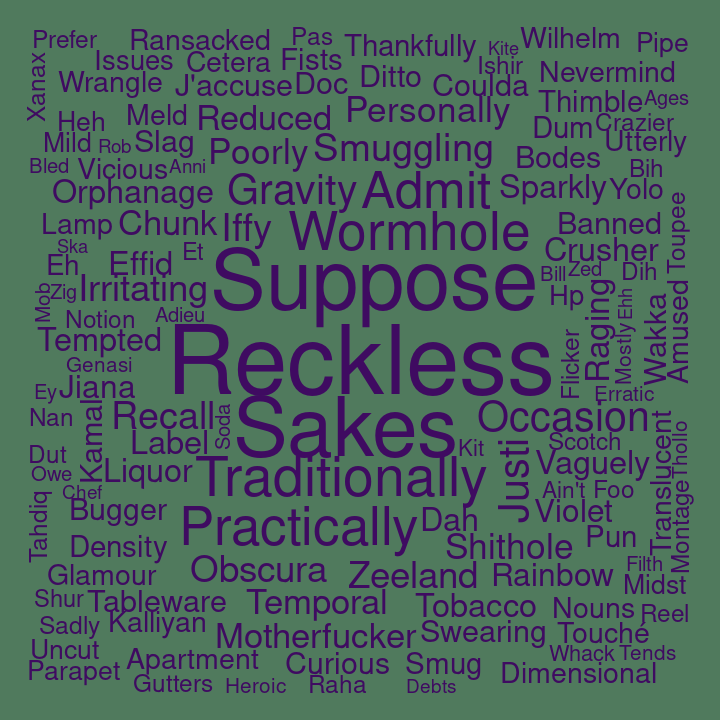 Prefer
Ransacked
Pas
Thankfully
Kite
Wilhelm
Pipe
Xanax
Issues
Cetera
Fists
Ishir
Nevermind
Wrangle
J'accuse
Doc
Ditto
Coulda
Thimble
Ages
Heh
Meld
Reduced
Personally
Dum
Crazier
Mild
Rob
Slag
Poorly
Smuggling
Bodes
Utterly
Bled
Vicious
Anni
Bih
Orphanage
Gravity
Admit
Sparkly
Yolo
Lamp
Chunk
Iffy
Wormhole
Banned
Toupee
Ska
Et
Crusher
Eh
Effid
Suppose
Bill
Zed
Dih
Mob
Zig
Irritating
Hp
Raging
Ehh
Notion
Adieu
Wakka
Amused
Tempted
Reckless
Flicker
Mostly
Genasi
Ey
Jiana
Erratic
Nan
Kamal
Recall
Soda
Sakes
Occasion
Label
Kit
Justi
Scotch
Translucent
Thollo
Dut
Owe
Liquor
Traditionally
Vaguely
Chef
Ain't
Foo
Tahdiq
Bugger
Practically
Dah
Violet
Montage
Density
Shithole
Pun
Glamour
Obscura
Zeeland
Rainbow
Filth
Midst
Shur
Tableware
Temporal
Tobacco
Nouns
Reel
Sadly
Kalliyan
Motherfucker
Swearing
Touché
Uncut
Whack
Tends
Parapet
Apartment
Curious
Smug
Dimensional
Gutters
Heroic
Raha
Debts